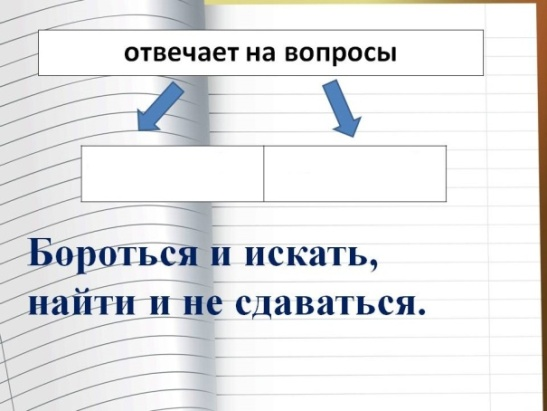 отвечает на вопросы
Бороться и искать,
найти и не сдаваться.